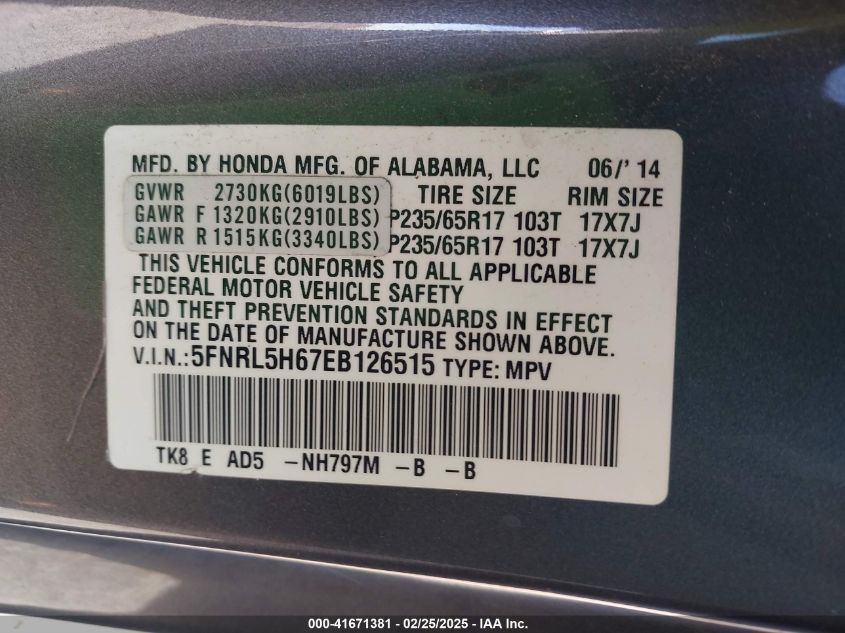 MFD. BY HONDA MFG. OF ALABAMA, LLC 06/' 14
GVWR 2730KG(6019LBS) TIRE SIZE RIM SIZE
GAWR F 1320KG(2910LBS) P235/65R17 103T 17X7J
GAWR R 1515KG(3340LBS) P235/65R17 103T 17X7J
THIS VEHICLE CONFORMS TO ALL APPLICABLE
FEDERAL MOTOR VEHICLE SAFETY
AND THEFT PREVENTION STANDARDS IN EFFECT
ON THE DATE OF MANUFACTURE SHOWN ABOVE.
V.I.N.:5FNRL5H67EB126515 TYPE: MPV
TK8 E AD5 -NH797M -B -B
000-41671381 - 02/25/2025 - IAA Inc.